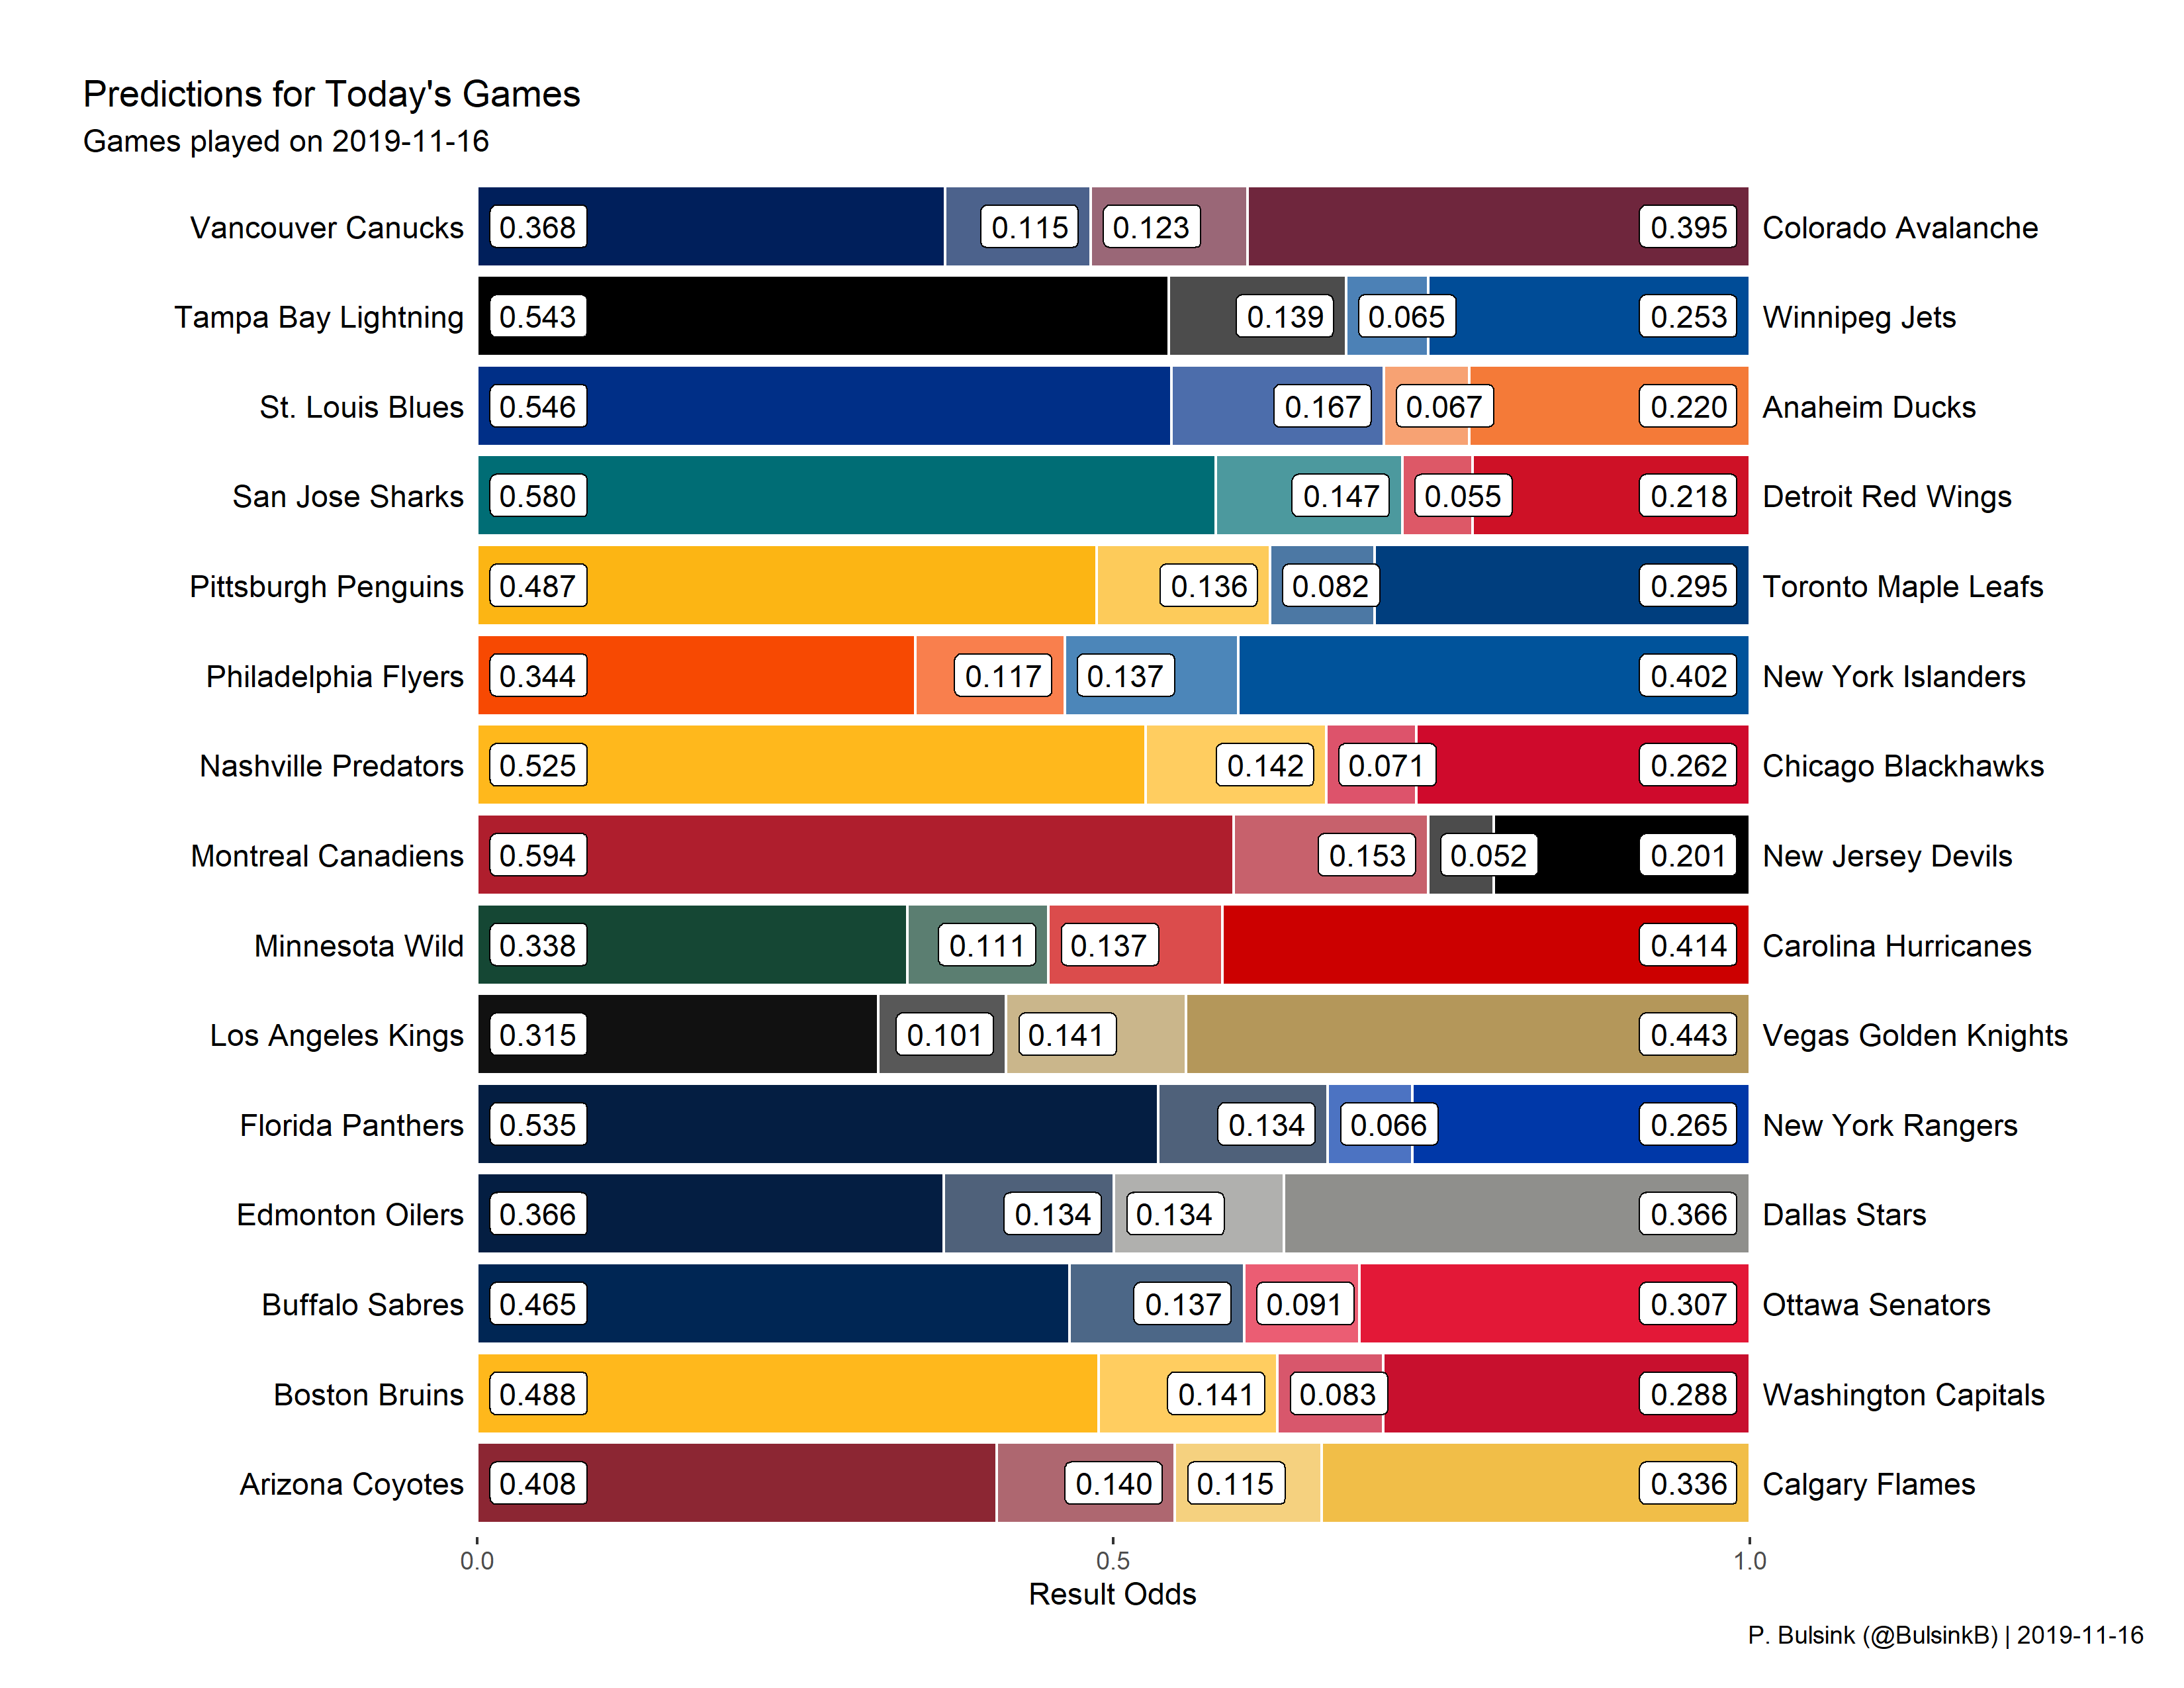 Predictions for Today's Games
Games played on 2019-11-16
Vancouver Canucks 0.368 0.115 0.123 0.395 Colorado Avalanche
Tampa Bay Lightning 0.543 0.139 0.065 0.253 Winnipeg Jets
St. Louis Blues 0.546 0.167 0.067 0.220 Anaheim Ducks
San Jose Sharks 0.580 0.147 0.055 0.218 Detroit Red Wings
Pittsburgh Penguins 0.487 0.136 0.082 0.295 Toronto Maple Leafs
Philadelphia Flyers 0.344 0.117 0.137 0.402 New York Islanders
Nashville Predators 0.525 0.142 0.071 0.262 Chicago Blackhawks
Montreal Canadiens 0.594 0.153 0.052 0.201 New Jersey Devils
Minnesota Wild 0.338 0.111 0.137 0.414 Carolina Hurricanes
Los Angeles Kings 0.315 0.101 0.141 0.443 Vegas Golden Knights
Florida Panthers 0.535 0.134 0.066 0.265 New York Rangers
Edmonton Oilers 0.366 0.134 0.134 0.366 Dallas Stars
Buffalo Sabres 0.465 0.137 0.091 0.307 Ottawa Senators
Boston Bruins 0.488 0.141 0.083 0.288 Washington Capitals
Arizona Coyotes 0.408 0.140 0.115 0.336 Calgary Flames
0.0 0.5 1.0
Result Odds
P. Bulsink (@BulsinkB) | 2019-11-16